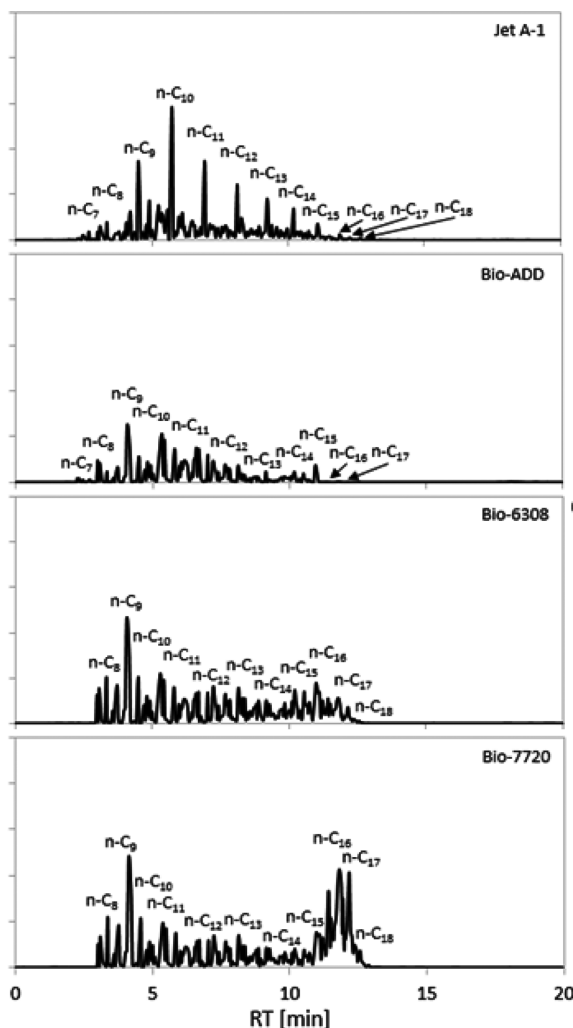 Jet A-1
n-C₁₀
n-C₉
n-C₁₁
n-C₁₂
n-C₈
n-C₁₃
n-C₁₄
n-C₇
n-C₁₅
n-C₁₆
n-C₁₇
n-C₁₈
Bio-ADD
n-C₉
n-C₁₀
n-C₁₁
n-C₁₅
n-C₈
n-C₁₂
n-C₁₄
n-C₁₆
n-C₁₇
n-C₇
n-C₁₃
Bio-6308
n-C₉
n-C₁₀
n-C₁₁
n-C₁₆
n-C₈
n-C₁₃
n-C₁₅
n-C₁₂
n-C₁₄
n-C₁₇
n-C₁₈
Bio-7720
n-C₉
n-C₁₆
n-C₁₇
n-C₁₀
n-C₈
n-C₁₁
n-C₁₂
n-C₁₃
n-C₁₅
n-C₁₄
n-C₁₈
0 5 10 15 20
RT [min]